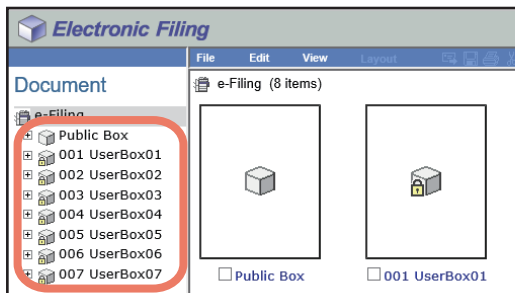 Electronic Filing
File Edit View Layout
Document
e-Filing (8 items)
e-Filing
Public Box
001 UserBox01
002 UserBox02
003 UserBox03
004 UserBox04
005 UserBox05
006 UserBox06
007 UserBox07
Public Box
001 UserBox01